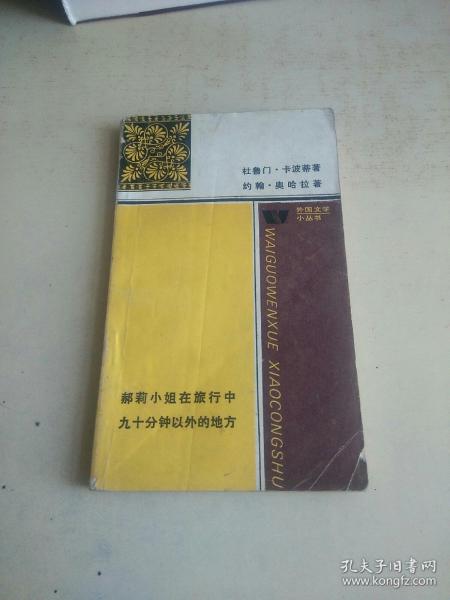 杜鲁门·卡波蒂著
约翰·奥哈拉著
外国文学
小丛书
WAIGUOWENXUE XIAOCONGSHU
郝莉小姐在旅行中
九十分钟以外的地方
孔夫子旧书网
www.kongfz.com